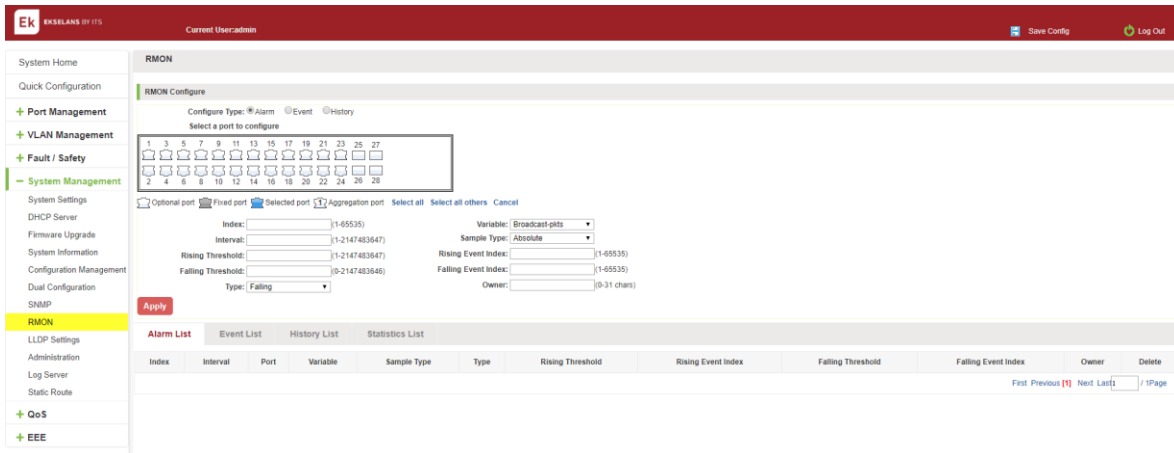 Ek EKSELANS BY ITS
Current User:admin
Save Config
Log Out
System Home
Quick Configuration
+ Port Management
+ VLAN Management
+ Fault / Safety
− System Management
System Settings
DHCP Server
Firmware Upgrade
System Information
Configuration Management
Dual Configuration
SNMP
RMON
LLDP Settings
Administration
Log Server
Static Route
+ QoS
+ EEE
RMON
RMON Configure
Configure Type: Alarm Event History
Select a port to configure
1 3 5 7 9 11 13 15 17 19 21 23 25 27
2 4 6 8 10 12 14 16 18 20 22 24 26 28
Optional port Fixed port Selected port 1 Aggregation port Select all Select all others Cancel
Index: (1-65535) Variable: Broadcast-pkts
Interval: (1-2147483647) Sample Type: Absolute
Rising Threshold: (1-2147483647) Rising Event Index: (1-65535)
Falling Threshold: (0-2147483646) Falling Event Index: (1-65535)
Type: Falling Owner: (0-31 chars)
Apply
Alarm List Event List History List Statistics List
Index Interval Port Variable Sample Type Type Rising Threshold Rising Event Index Falling Threshold Falling Event Index Owner Delete
First Previous [1] Next Last 1 / 1Page